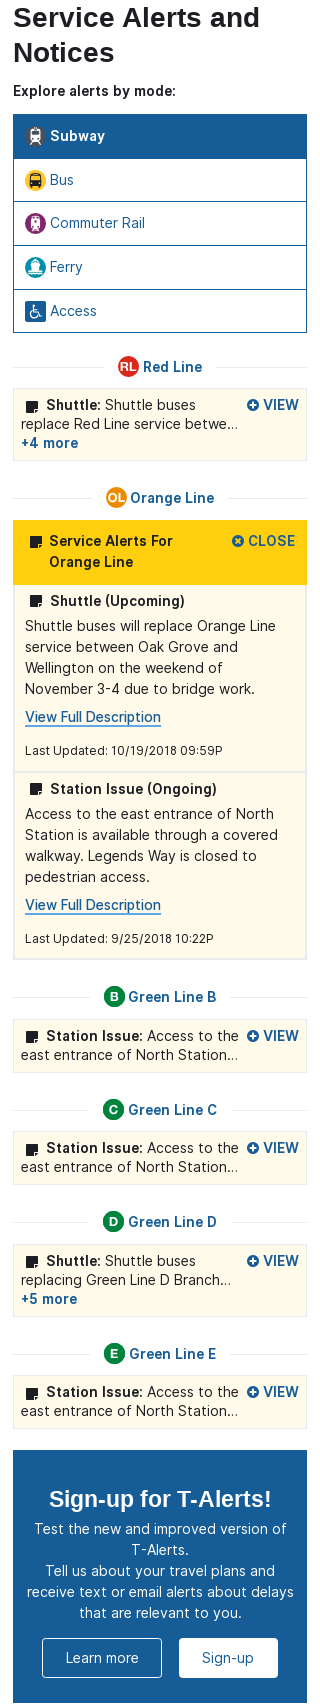 Service Alerts and
Notices
Explore alerts by mode:
Subway
Bus
Commuter Rail
Ferry
Access
RL Red Line
Shuttle: Shuttle buses
replace Red Line service betwe...
+4 more
VIEW
OL Orange Line
Service Alerts For
Orange Line
CLOSE
Shuttle (Upcoming)
Shuttle buses will replace Orange Line
service between Oak Grove and
Wellington on the weekend of
November 3-4 due to bridge work.
View Full Description
Last Updated: 10/19/2018 09:59P
Station Issue (Ongoing)
Access to the east entrance of North
Station is available through a covered
walkway. Legends Way is closed to
pedestrian access.
View Full Description
Last Updated: 9/25/2018 10:22P
B Green Line B
Station Issue: Access to the
east entrance of North Station...
VIEW
C Green Line C
Station Issue: Access to the
east entrance of North Station...
VIEW
D Green Line D
Shuttle: Shuttle buses
replacing Green Line D Branch...
+5 more
VIEW
E Green Line E
Station Issue: Access to the
east entrance of North Station...
VIEW
Sign-up for T-Alerts!
Test the new and improved version of
T-Alerts.
Tell us about your travel plans and
receive text or email alerts about delays
that are relevant to you.
Learn more
Sign-up